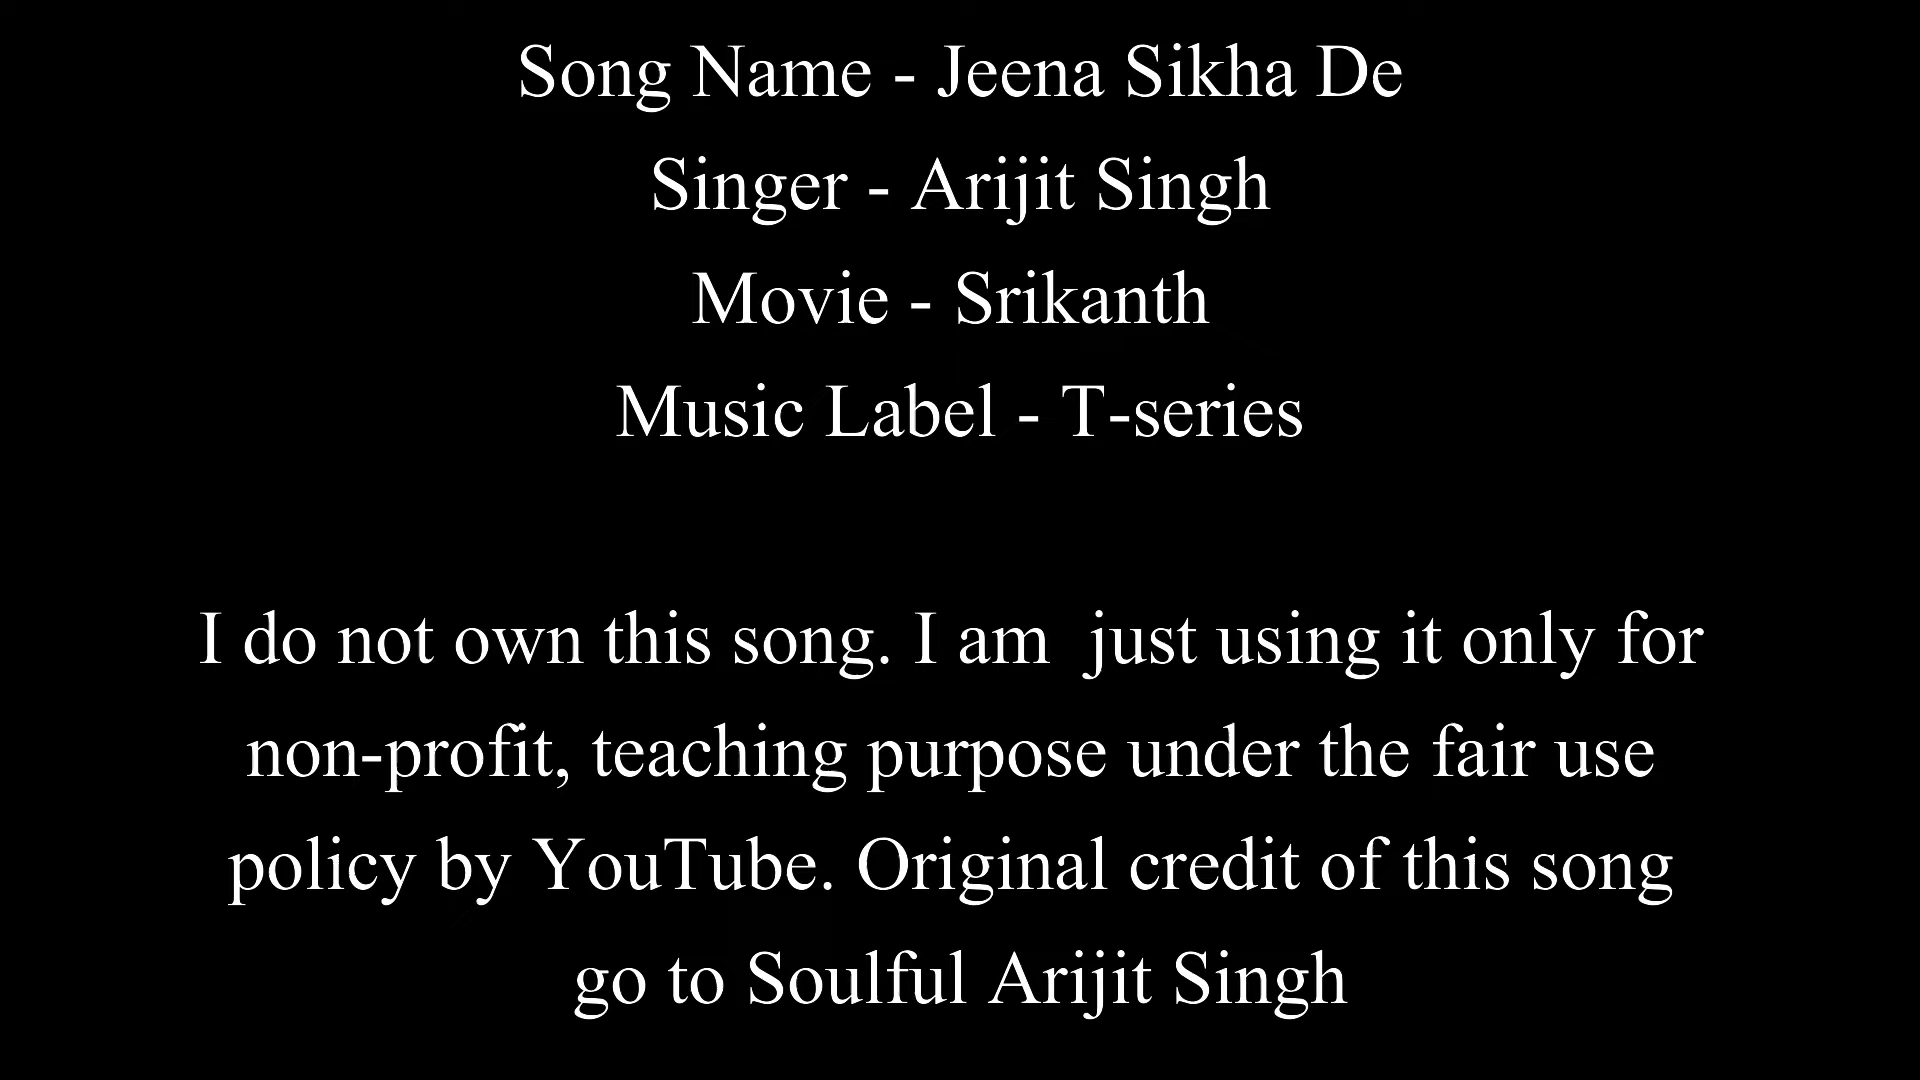 Song Name - Jeena Sikha De
Singer - Arijit Singh
Movie - Srikanth
Music Label - T-series
I do not own this song. I am  just using it only for
non-profit, teaching purpose under the fair use
policy by YouTube. Original credit of this song
go to Soulful Arijit Singh